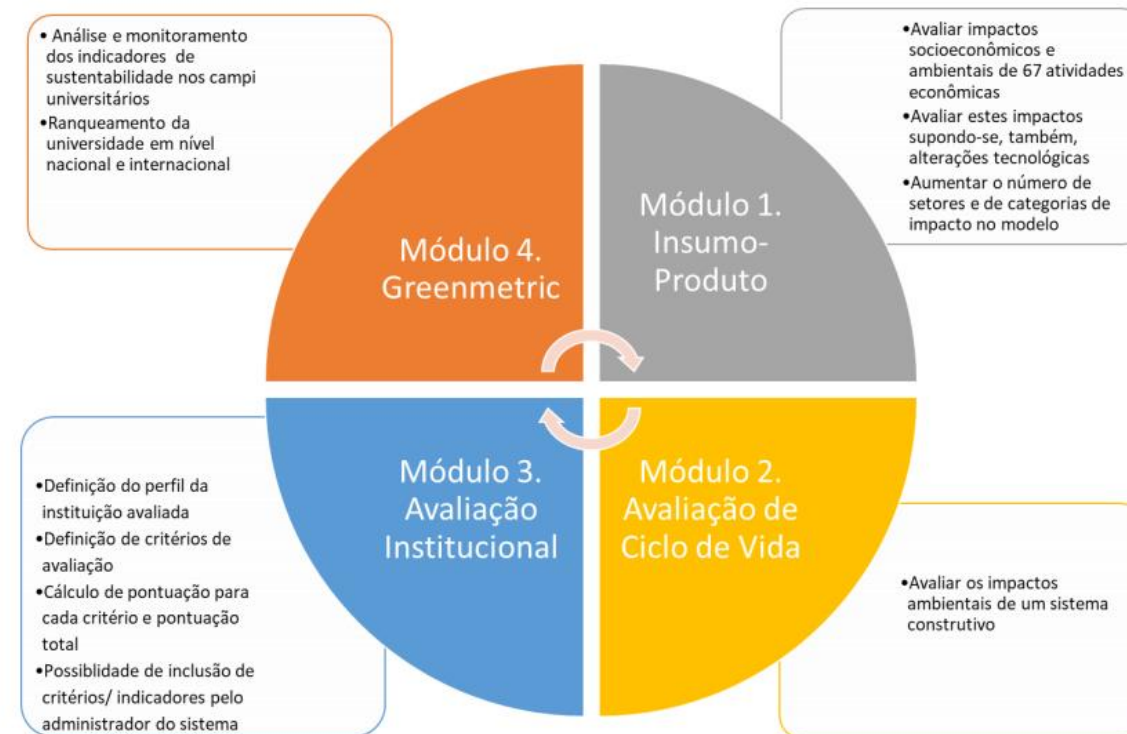 • Análise e monitoramento
dos indicadores de
sustentabilidade nos campi
universitários
•Ranqueamento da
universidade em nível
nacional e internacional
•Avaliar impactos
socioeconômicos e
ambientais de 67 atividades
econômicas
•Avaliar estes impactos
supondo-se, também,
alterações tecnológicas
•Aumentar o número de
setores e de categorias de
impacto no modelo
Módulo 4.
Greenmetric
Módulo 1.
Insumo-
Produto
Módulo 3.
Avaliação
Institucional
Módulo 2.
Avaliação de
Ciclo de Vida
•Definição do perfil da
instituição avaliada
•Definição de critérios de
avaliação
•Cálculo de pontuação para
cada critério e pontuação
total
•Possiblidade de inclusão de
critérios/ indicadores pelo
administrador do sistema
•Avaliar os impactos
ambientais de um sistema
construtivo